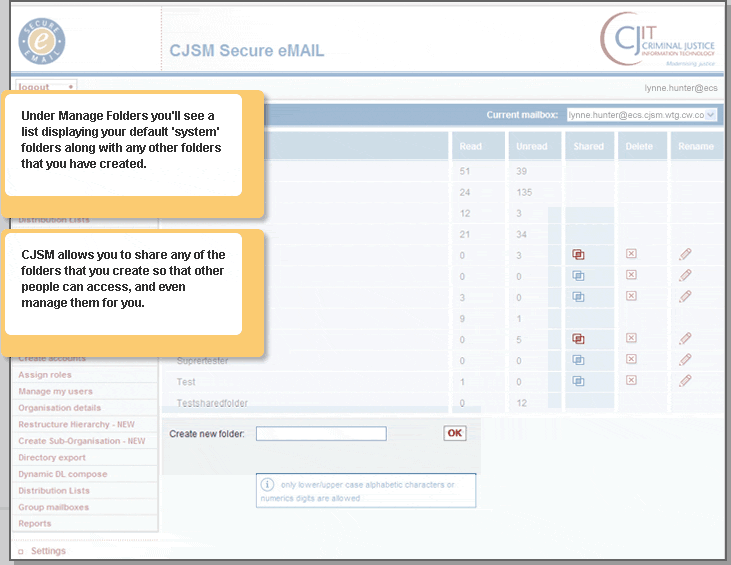 SECURE
e
EMAIL
CJSM Secure eMAIL
CJIT
CRIMINAL JUSTICE
INFORMATION TECHNOLOGY
Modernising justice
logout
lynne.hunter@ecs
Current mailbox: lynne.hunter@ecs.cjsm.wtg.cw.co
Under Manage Folders you'll see a
list displaying your default 'system'
folders along with any other folders
that you have created.
Read Unread Shared Delete Rename
51 39
24 135
12 3
Distribution Lists
21 34
CJSM allows you to share any of the
folders that you create so that other
people can access, and even
manage them for you.
0 3
0 0
3 0
9 1
0 5
Create accounts
Suprertester 0 0
Assign roles
Test 1 0
Manage my users
Testsharedfolder 0 12
Organisation details
Restructure Hierarchy - NEW
Create Sub-Organisation - NEW
Directory export
Dynamic DL compose
Distribution Lists
Group mailboxes
Reports
Settings
Create new folder: OK
i only lower/upper case alphabetic characters or
numerics digits are allowed